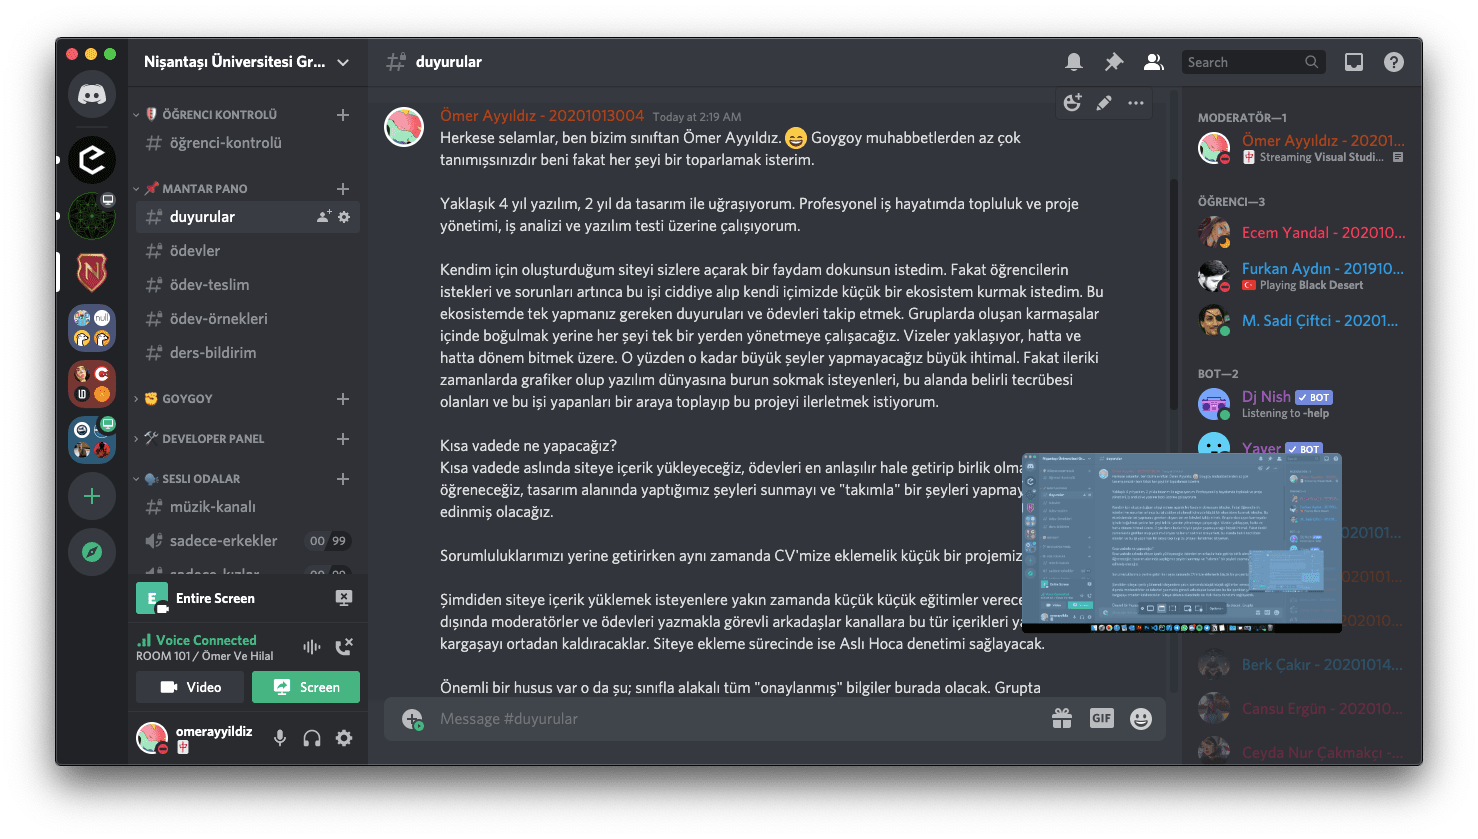 Nişantaşı Üniversitesi Gr...
ÖĞRENCI KONTROLÜ
öğrenci-kontrolü
MANTAR PANO
duyurular
ödevler
ödev-teslim
ödev-örnekleri
ders-bildirim
GOYGOY
DEVELOPER PANEL
SESLI ODALAR
müzik-kanalı
sadece-erkekler 00 99
sadece-kızlar 00 99
E Entire Screen
Voice Connected
ROOM 101 / Ömer Ve Hilal
Video Screen
omerayyildiz
duyurular
Search
Ömer Ayyıldız - 20201013004 Today at 2:19 AM
Herkese selamlar, ben bizim sınıftan Ömer Ayyıldız. 😄 Goygoy muhabbetlerden az çok
tanımışsınızdır beni fakat her şeyi bir toparlamak isterim.
Yaklaşık 4 yıl yazılım, 2 yıl da tasarım ile uğraşıyorum. Profesyonel iş hayatımda topluluk ve proje
yönetimi, iş analizi ve yazılım testi üzerine çalışıyorum.
Kendim için oluşturduğum siteyi sizlere açarak bir faydam dokunsun istedim. Fakat öğrencilerin
istekleri ve sorunları artınca bu işi ciddiye alıp kendi içimizde küçük bir ekosistem kurmak istedim. Bu
ekosistemde tek yapmanız gereken duyuruları ve ödevleri takip etmek. Gruplarda oluşan karmaşalar
içinde boğulmak yerine her şeyi tek bir yerden yönetmeye çalışacağız. Vizeler yaklaşıyor, hatta ve
hatta dönem bitmek üzere. O yüzden o kadar büyük şeyler yapmayacağız büyük ihtimal. Fakat ileriki
zamanlarda grafiker olup yazılım dünyasına burun sokmak isteyenleri, bu alanda belirli tecrübesi
olanları ve bu işi yapanları bir araya toplayıp bu projeyi ilerletmek istiyorum.
Kısa vadede ne yapacağız?
Kısa vadede aslında siteye içerik yükleyeceğiz, ödevleri en anlaşılır hale getirip birlik olma
öğreneceğiz, tasarım alanında yaptığımız şeyleri sunmayı ve "takımla" bir şeyleri yapmay
edinmiş olacağız.
Sorumluluklarımızı yerine getirirken aynı zamanda CV'mize eklemelik küçük bir projemiz
Şimdiden siteye içerik yüklemek isteyenlere yakın zamanda küçük küçük eğitimler verece
dışında moderatörler ve ödevleri yazmakla görevli arkadaşlar kanallara bu tür içerikleri ya
kargaşayı ortadan kaldıracaklar. Siteye ekleme sürecinde ise Aslı Hoca denetimi sağlayacak.
Önemli bir husus var o da şu; sınıfla alakalı tüm "onaylanmış" bilgiler burada olacak. Grupta
Message #duyurular
GIF
MODERATÖR—1
Ömer Ayyıldız - 20201...
Streaming Visual Studi...
ÖĞRENCI—3
Ecem Yandal - 202010...
Furkan Aydın - 201910...
Playing Black Desert
M. Sadi Çiftci - 20201...
BOT—2
Dj Nish BOT
Listening to -help
Yaver BOT
Berk Çakır - 20201014...
Cansu Ergün - 202010...
Ceyda Nur Çakmakçı -...